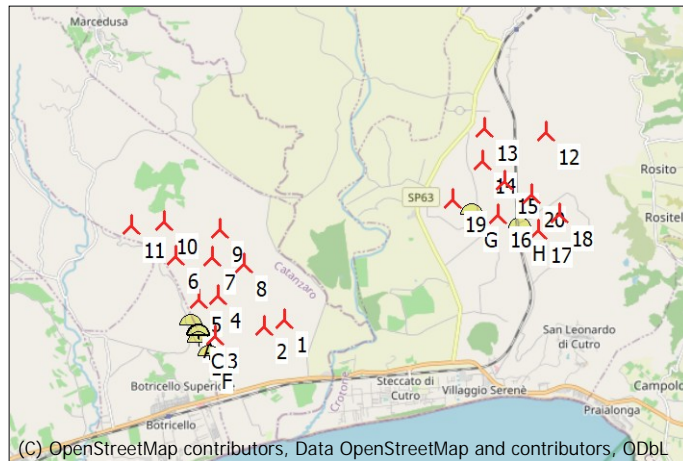 Marcedusa
13
12
14
SP63
Rosito
15
19
20
18
Rositel
G
16
H
17
11
10
9
7
8
6
Catanzaro
5
4
San Leonardo
di Cutro
C
3
2
1
F
Botricello Superio
Botricello
Crotone
Steccato di
Cutro
Villaggio Serenè
Campolo
Praialonga
(C) OpenStreetMap contributors, Data OpenStreetMap and contributors, ODbL